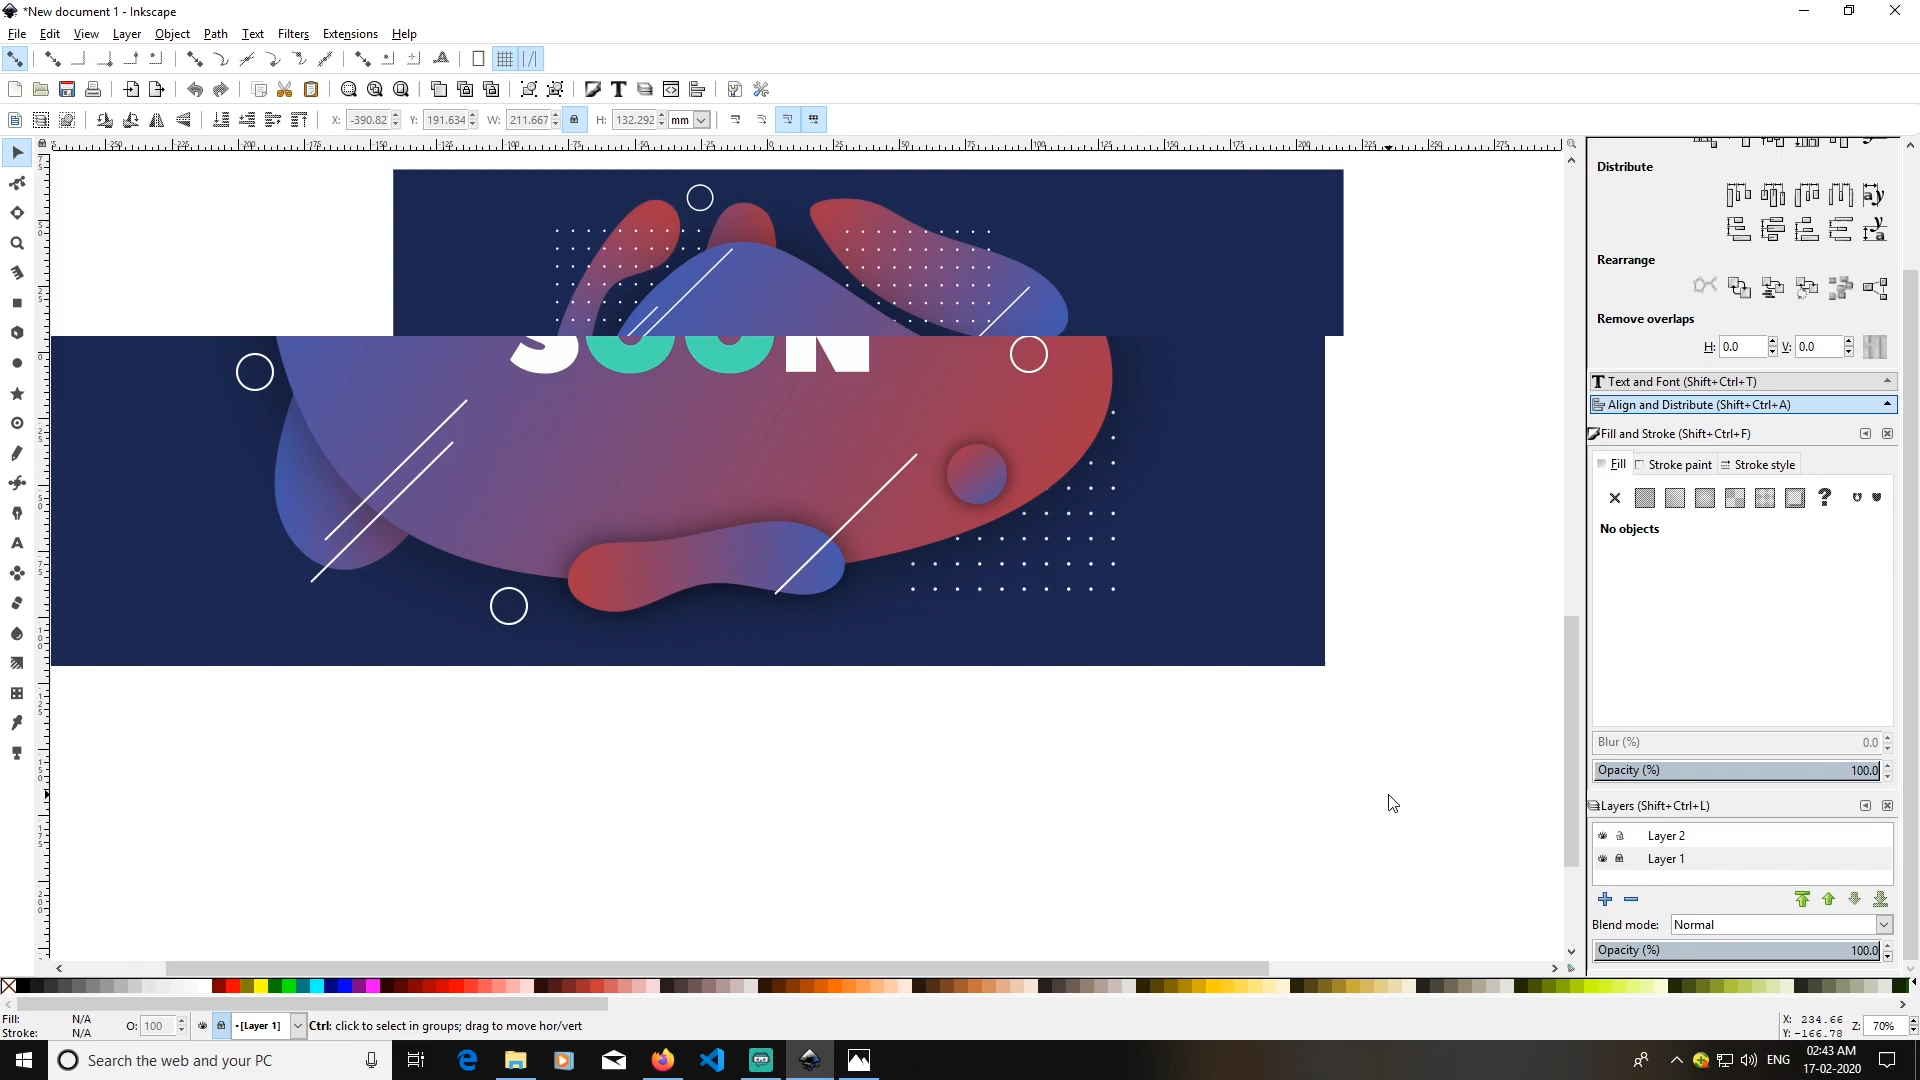 *New document 1 - Inkscape
File Edit View Layer Object Path Text Filters Extensions Help
X: -390.82 Y: 191.634 W: 211.667 H: 132.292 mm
Distribute
Rearrange
Remove overlaps
H: 0.0 V: 0.0
Text and Font (Shift+Ctrl+T)
Align and Distribute (Shift+Ctrl+A)
Fill and Stroke (Shift+Ctrl+F)
Fill Stroke paint Stroke style
No objects
SOON
Blur (%) 0.0
Opacity (%) 100.0
Layers (Shift+Ctrl+L)
Layer 2
Layer 1
Blend mode: Normal
Opacity (%) 100.0
Fill: N/A
Stroke: N/A
O: 100
•[Layer 1]
Ctrl: click to select in groups; drag to move hor/vert
X: 234.66
Y: -166.78
Z: 70%
Search the web and your PC
ENG
02:43 AM
17-02-2020